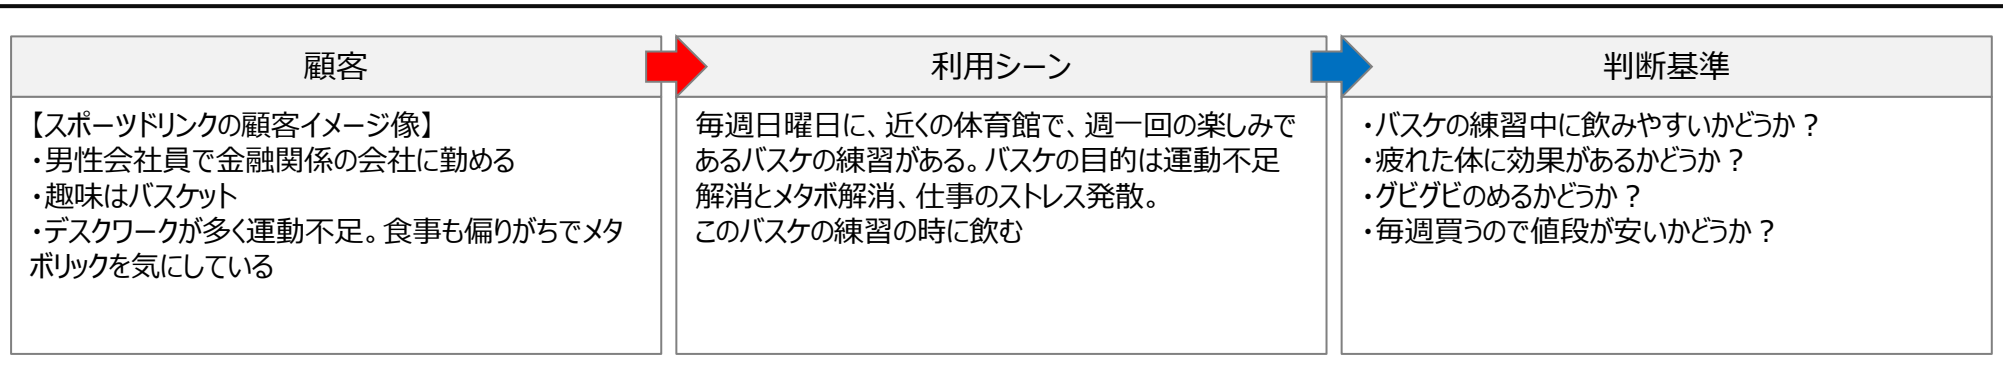 顧客
【スポーツドリンクの顧客イメージ像】
・男性会社員で金融関係の会社に勤める
・趣味はバスケット
・デスクワークが多く運動不足。食事も偏りがちでメタ
ボリックを気にしている
利用シーン
毎週日曜日に、近くの体育館で、週一回の楽しみで
あるバスケの練習がある。バスケの目的は運動不足
解消とメタボ解消、仕事のストレス発散。
このバスケの練習の時に飲む
判断基準
・バスケの練習中に飲みやすいかどうか？
・疲れた体に効果があるかどうか？
・グビグビのめるかどうか？
・毎週買うので値段が安いかどうか？